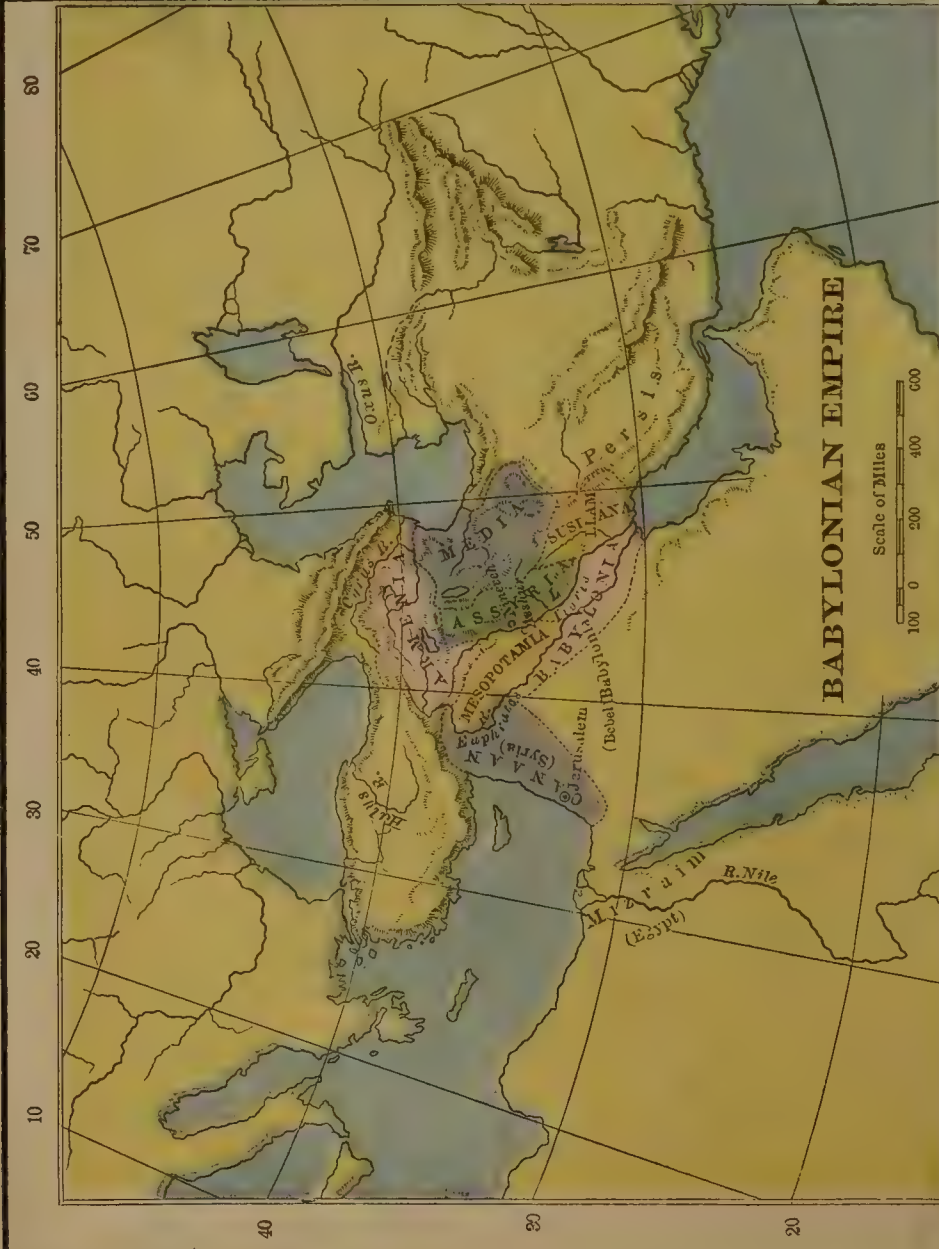 BABYLONIAN EMPIRE
Scale of Miles
100 0 200 400 600
10
20
30
40
50
60
70
80
40
30
20
Oxus R.
Halys R.
ARMENIA
MEDIA
ASSYRIA
MESOPOTAMIA
BABYLONIA
SUSIANA
ELAM
Persis
Euphrates
CANAAN
(Syria)
Jerusalem
(Bebel) Babylon
Mizraim
(Egypt)
R. Nile